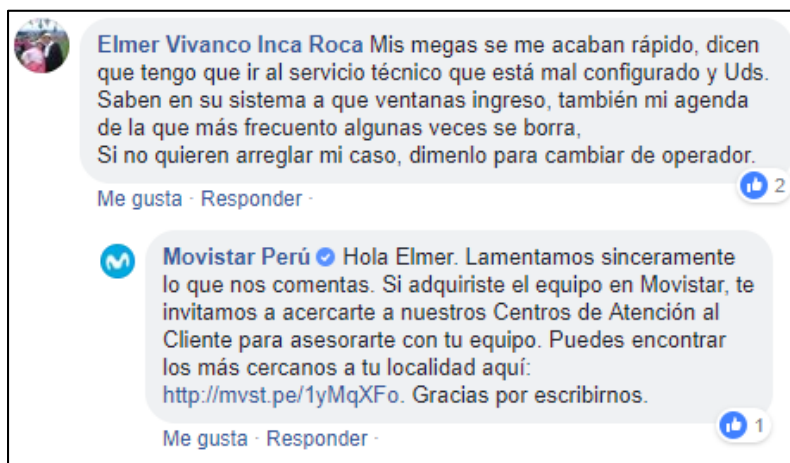 Elmer Vivanco Inca Roca Mis megas se me acaban rápido, dicen
que tengo que ir al servicio técnico que está mal configurado y Uds.
Saben en su sistema a que ventanas ingreso, también mi agenda
de la que más frecuento algunas veces se borra,
Si no quieren arreglar mi caso, dimenlo para cambiar de operador.
2
Me gusta · Responder ·
Movistar Perú Hola Elmer. Lamentamos sinceramente
lo que nos comentas. Si adquiriste el equipo en Movistar, te
invitamos a acercarte a nuestros Centros de Atención al
Cliente para asesorarte con tu equipo. Puedes encontrar
los más cercanos a tu localidad aquí:
http://mvst.pe/1yMqXFo. Gracias por escribirnos.
1
Me gusta · Responder ·